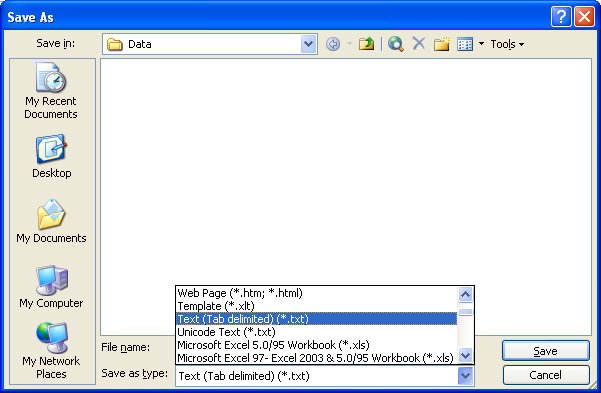 Save As
Save in:
Data
Tools
My Recent
Documents
Desktop
My Documents
My Computer
My Network
Places
Web Page (*.htm; *.html)
Template (*.xlt)
Text (Tab delimited) (*.txt)
Unicode Text (*.txt)
Microsoft Excel 5.0/95 Workbook (*.xls)
Microsoft Excel 97- Excel 2003 & 5.0/95 Workbook (*.xls)
File name:
Save
Save as type:
Text (Tab delimited) (*.txt)
Cancel